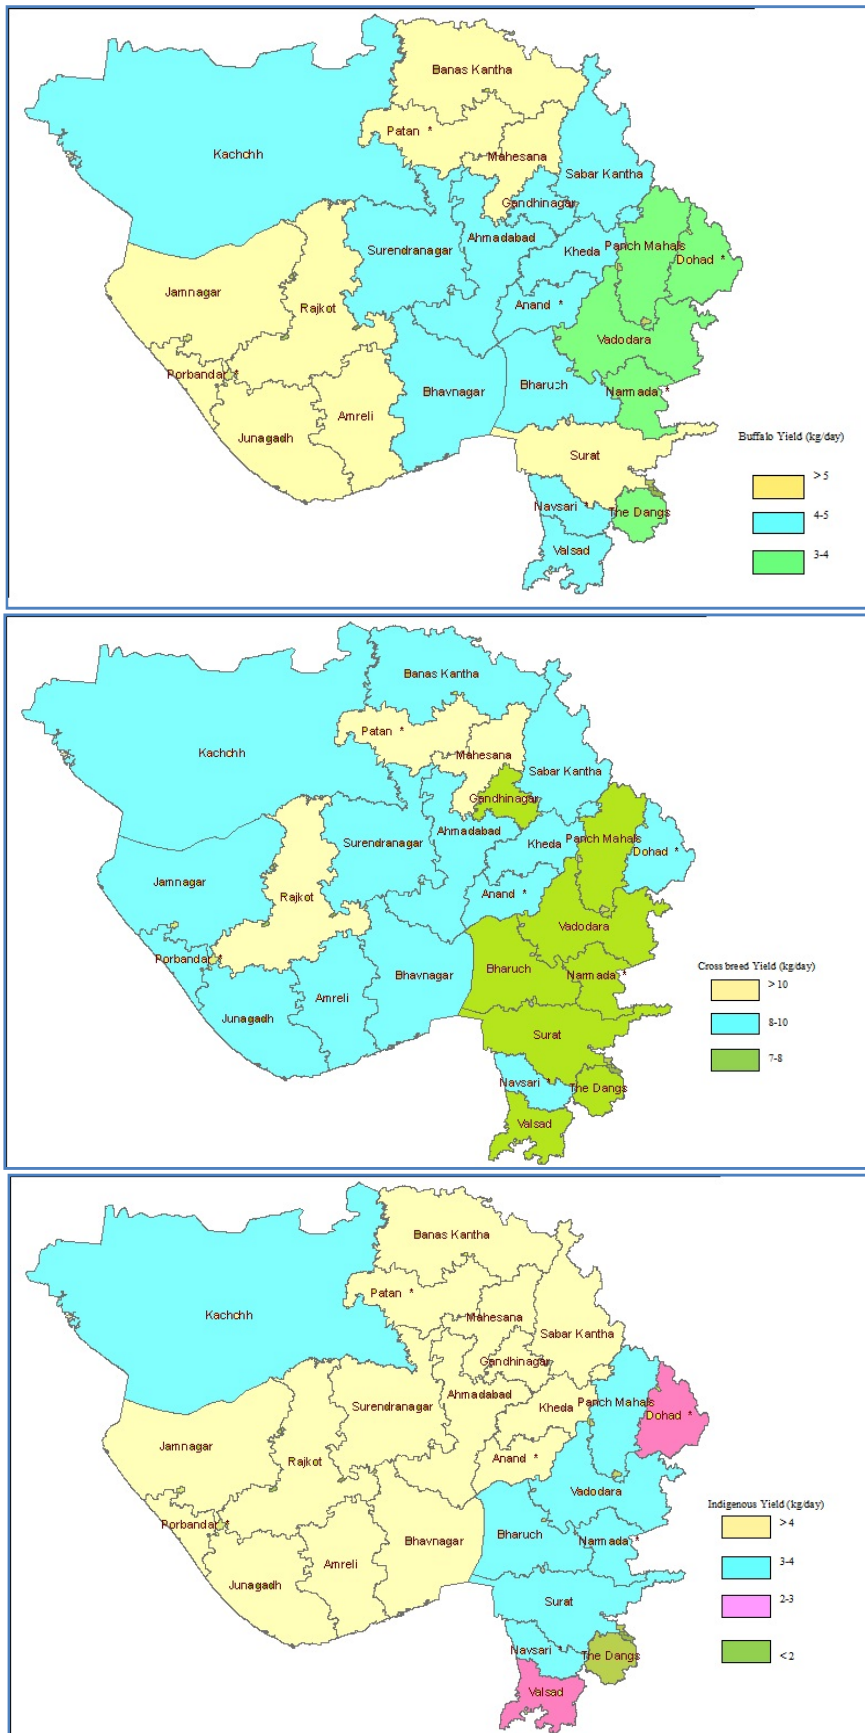 Banas Kantha
Patan *
Mahesana
Kachchh
Sabar Kantha
Gandhinagar
Ahmadabad
Surendranagar
Kheda
Panch Mahals
Dohad *
Jamnagar
Rajkot
Anand *
Vadodara
Porbandar *
Bhavnagar
Bharuch
Narmada *
Amreli
Junagadh
Surat
Buffalo Yield (kg/day)
> 5
Navsari *
The Dangs
4-5
Valsad
3-4
Banas Kantha
Patan *
Mahesana
Kachchh
Sabar Kantha
Gandhinagar
Ahmadabad
Surendranagar
Kheda
Panch Mahals
Dohad *
Jamnagar
Rajkot
Anand *
Vadodara
Porbandar *
Bhavnagar
Bharuch
Narmada *
Cross breed Yield (kg/day)
> 10
Amreli
Junagadh
8-10
Surat
7-8
Navsari *
The Dangs
Valsad
Banas Kantha
Patan *
Kachchh
Mahesana
Sabar Kantha
Gandhinagar
Ahmadabad
Surendranagar
Kheda
Panch Mahals
Dohad *
Jamnagar
Rajkot
Anand *
Vadodara
Indigenous Yield (kg/day)
> 4
Porbandar *
Bhavnagar
Bharuch
Narmada *
Amreli
3-4
Junagadh
Surat
2-3
Navsari *
The Dangs
< 2
Valsad